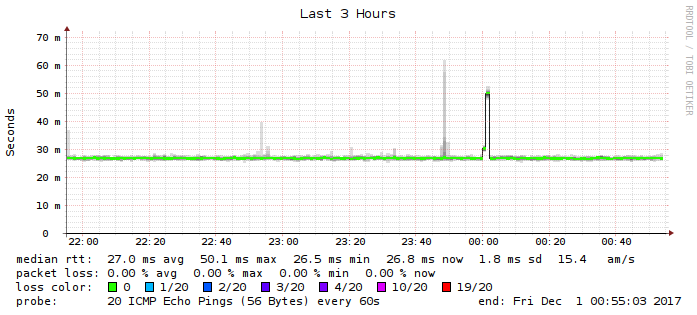 Last 3 Hours
RRDTOOL / TOBI OETIKER
Seconds
70 m
60 m
50 m
40 m
30 m
20 m
10 m
0
22:00 22:20 22:40 23:00 23:20 23:40 00:00 00:20 00:40
median rtt: 27.0 ms avg 50.1 ms max 26.5 ms min 26.8 ms now 1.8 ms sd 15.4 am/s
packet loss: 0.00 % avg 0.00 % max 0.00 % min 0.00 % now
loss color: 0 1/20 2/20 3/20 4/20 10/20 19/20
probe: 20 ICMP Echo Pings (56 Bytes) every 60s end: Fri Dec 1 00:55:03 2017